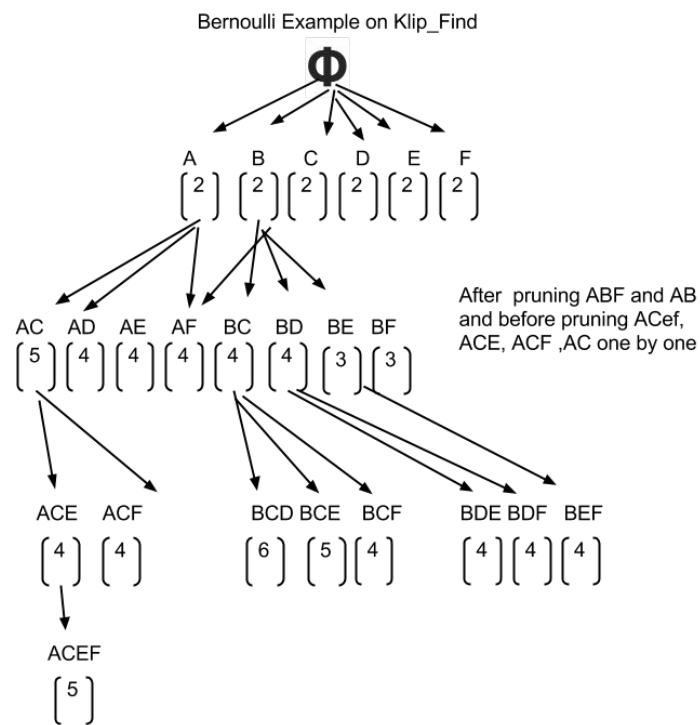 Bernoulli Example on Klip_Find
Φ
A B C D E F
2 2 2 2 2 2
After pruning ABF and AB
and before pruning ACef,
ACE, ACF ,AC one by one
AC AD AE AF BC BD BE BF
5 4 4 4 4 4 3 3
ACE ACF BCD BCE BCF BDE BDF BEF
4 4 6 5 4 4 4 4
ACEF
5